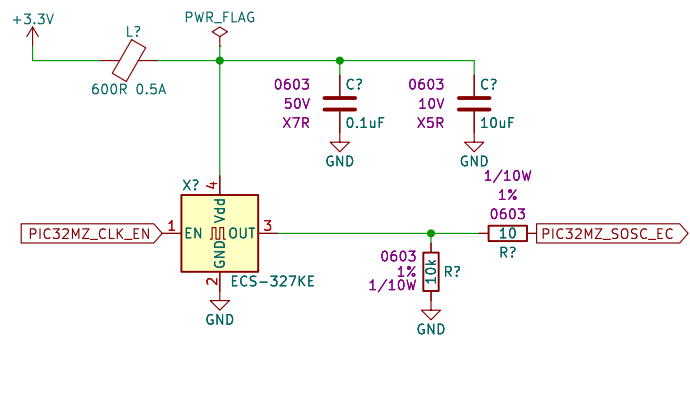 +3.3V
PWR_FLAG
L?
600R 0.5A
0603
50V
X7R
C?
0.1uF
GND
0603
10V
X5R
C?
10uF
GND
X?
4
Vdd
PIC32MZ_CLK_EN
1
EN
OUT
3
GND
2
ECS-327KE
GND
1/10W
1%
0603
10
R?
PIC32MZ_SOSC_EC
0603
1%
1/10W
10k
R?
GND